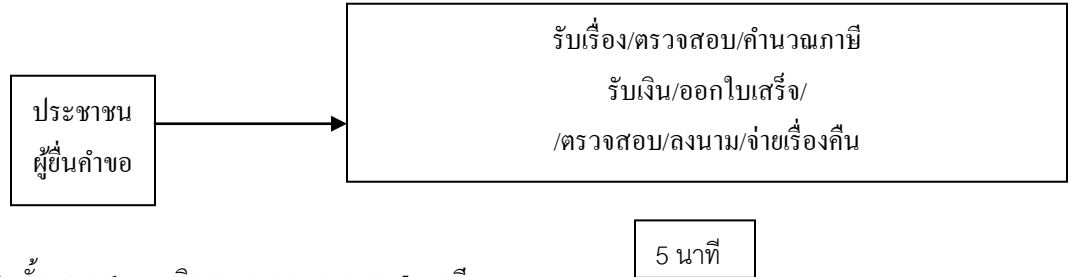 รับเรื่อง/ตรวจสอบ/คำนวณภาษี
รับเงิน/ออกใบเสร็จ/
/ตรวจสอบ/ลงนาม/จ่ายเรื่องคืน
ประชาชน
ผู้ยื่นคำขอ
5 นาที